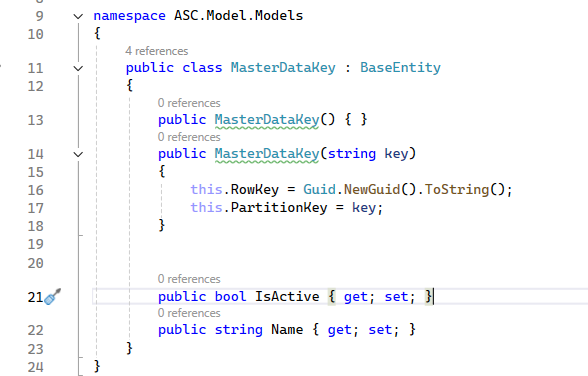 9 namespace ASC.Model.Models
10 {
4 references
11 public class MasterDataKey : BaseEntity
12 {
0 references
13 public MasterDataKey() { }
0 references
14 public MasterDataKey(string key)
15 {
16 this.RowKey = Guid.NewGuid().ToString();
17 this.PartitionKey = key;
18 }
19
20
0 references
21 public bool IsActive { get; set; }
0 references
22 public string Name { get; set; }
23 }
24 }